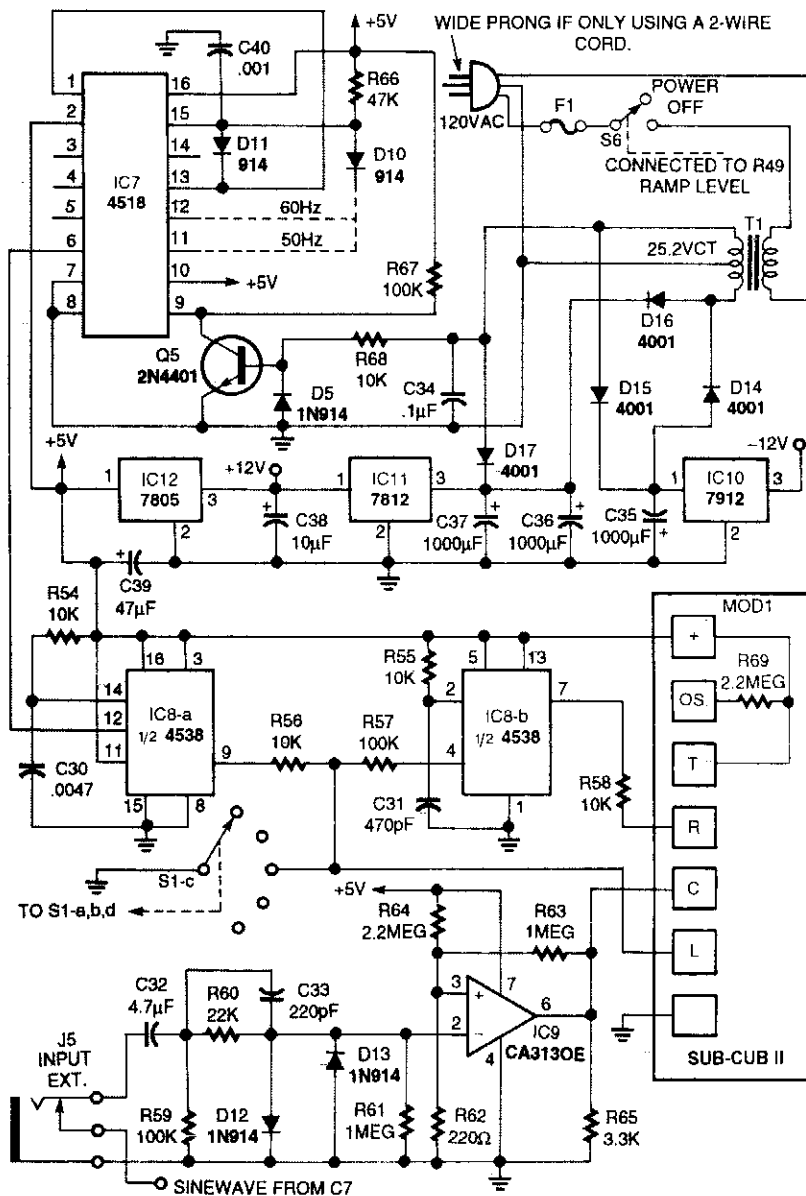 +5V
WIDE PRONG IF ONLY USING A 2-WIRE
CORD.
C40
.001
R66
47K
120VAC
F1
S6
POWER
OFF
CONNECTED TO R49
RAMP LEVEL
1
2
3
4
5
6
7
8
IC7
4518
16
15
14
13
12
11
10
9
D11
914
D10
914
60Hz
50Hz
+5V
R67
100K
25.2VCT
T1
D16
4001
Q5
2N4401
R68
10K
D5
1N914
C34
.1µF
D15
4001
D14
4001
D17
4001
+5V
1
IC12
7805
3
2
+12V
+
C38
10µF
1
IC11
7812
3
2
+
C37
1000µF
+
C36
1000µF
C35
1000µF
+
1
IC10
7912
3
2
−12V
+
C39
47µF
R54
10K
16
3
14
12
11
IC8-a
1/2 4538
9
15
8
C30
.0047
R56
10K
R57
100K
R55
10K
5
13
2
4
IC8-b
1/2 4538
7
1
C31
470pF
R58
10K
MOD1
+
R69
2.2MEG
OS.
T
R
C
L
SUB-CUB II
S1-c
TO S1-a,b,d
+5V
R64
2.2MEG
R63
1MEG
3
+
7
6
2
−
4
IC9
CA3130E
C32
4.7µF
R60
22K
C33
220pF
J5
INPUT
EXT.
R59
100K
D12
1N914
D13
1N914
R61
1MEG
R62
220Ω
R65
3.3K
SINEWAVE FROM C7